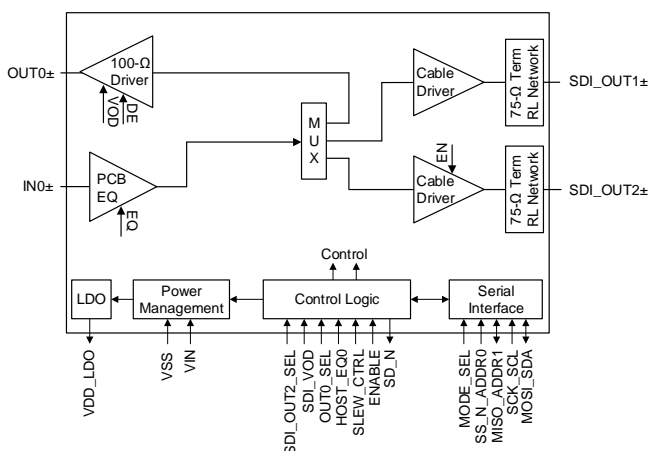 OUT0±
100-Ω
Driver
VOD
DE
IN0±
PCB
EQ
EQ
M
U
X
Cable
Driver
75-Ω Term
RL Network
SDI_OUT1±
EN
Cable
Driver
75-Ω Term
RL Network
SDI_OUT2±
Control
LDO
Power
Management
Control Logic
Serial
Interface
VDD_LDO
VSS
VIN
SDI_OUT2_SEL
SDI_VOD
OUT0_SEL
HOST_EQ0
SLEW_CTRL
ENABLE
SD_N
MODE_SEL
SS_N_ADDR0
MISO_ADDR1
SCK_SCL
MOSI_SDA